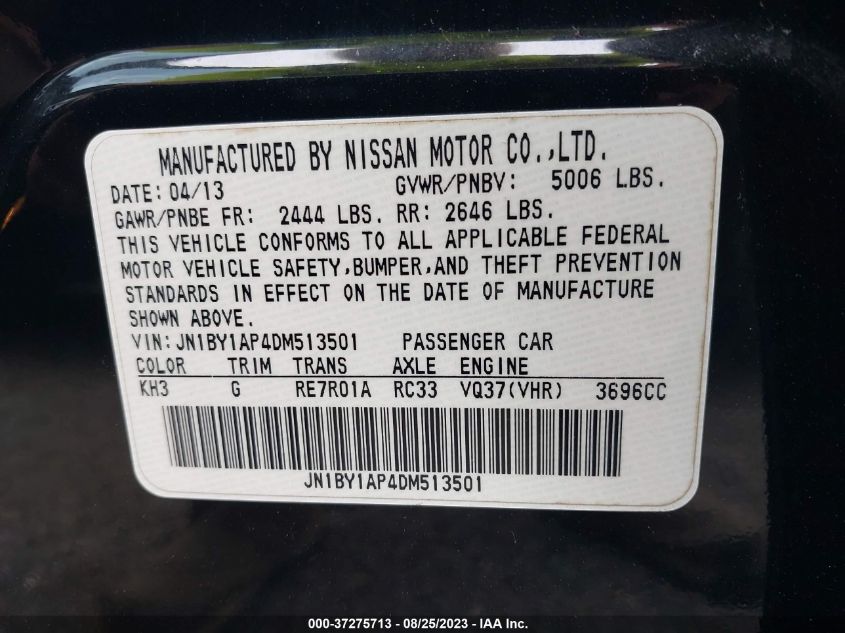 MANUFACTURED BY NISSAN MOTOR CO.,LTD.
DATE: 04/13 GVWR/PNBV: 5006 LBS.
GAWR/PNBE FR: 2444 LBS. RR: 2646 LBS.
THIS VEHICLE CONFORMS TO ALL APPLICABLE FEDERAL
MOTOR VEHICLE SAFETY,BUMPER,AND THEFT PREVENTION
STANDARDS IN EFFECT ON THE DATE OF MANUFACTURE
SHOWN ABOVE.
VIN:JN1BY1AP4DM513501 PASSENGER CAR
COLOR TRIM TRANS AXLE ENGINE
KH3 G RE7R01A RC33 VQ37(VHR) 3696CC
JN1BY1AP4DM513501
000-37275713 - 08/25/2023 - IAA Inc.